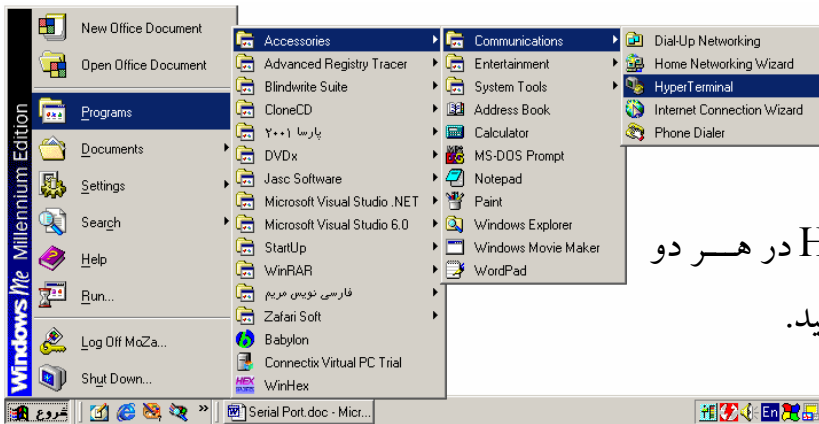 Windows Me Millennium Edition
New Office Document
Open Office Document
Programs
Documents
Settings
Search
Help
Run...
Log Off MoZa...
Shut Down...
Accessories
Advanced Registry Tracer
Blindwrite Suite
CloneCD
پارسا ۲۰۰۱
DVDx
Jasc Software
Microsoft Visual Studio .NET
Microsoft Visual Studio 6.0
StartUp
WinRAR
فارسی نویس مریم
Zafari Soft
Babylon
Connectix Virtual PC Trial
WinHex
Communications
Entertainment
System Tools
Address Book
Calculator
MS-DOS Prompt
Notepad
Paint
Windows Explorer
Windows Movie Maker
WordPad
Dial-Up Networking
Home Networking Wizard
HyperTerminal
Internet Connection Wizard
Phone Dialer
در هر دو
ید.
شروع
»
Serial Port.doc - Micr...
En